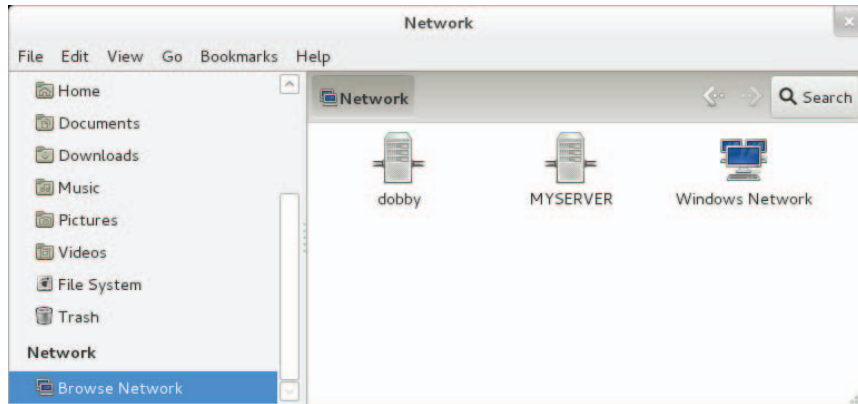 Network
File Edit View Go Bookmarks Help
Home
Documents
Downloads
Music
Pictures
Videos
File System
Trash
Network
Browse Network
Network
Search
dobby MYSERVER Windows Network